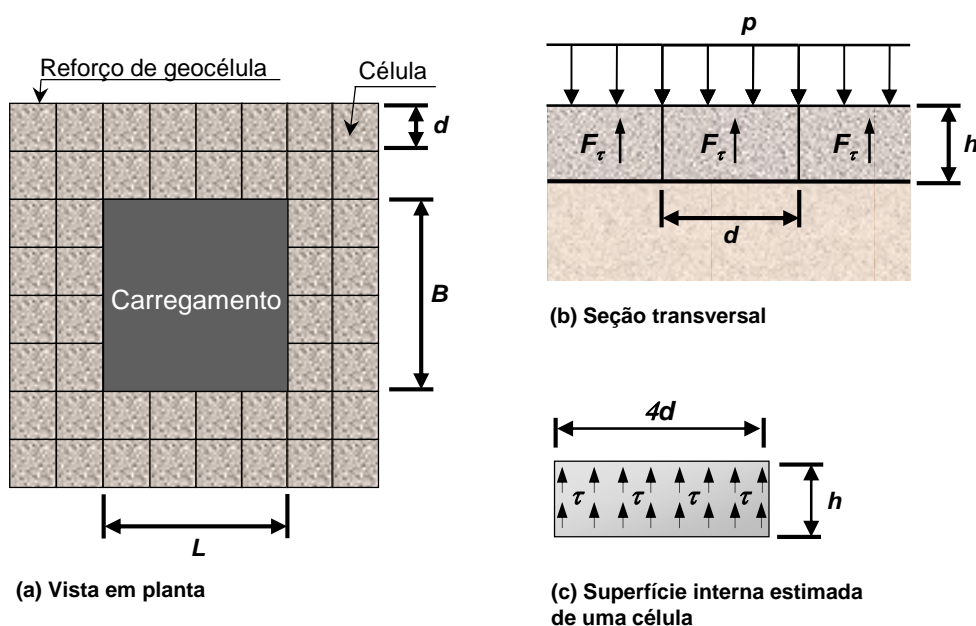 Reforço de geocélula
Célula
d
Carregamento
B
L
(a) Vista em planta
p
Fτ Fτ Fτ
h
d
(b) Seção transversal
4d
τ τ τ τ
h
(c) Superfície interna estimada
de uma célula